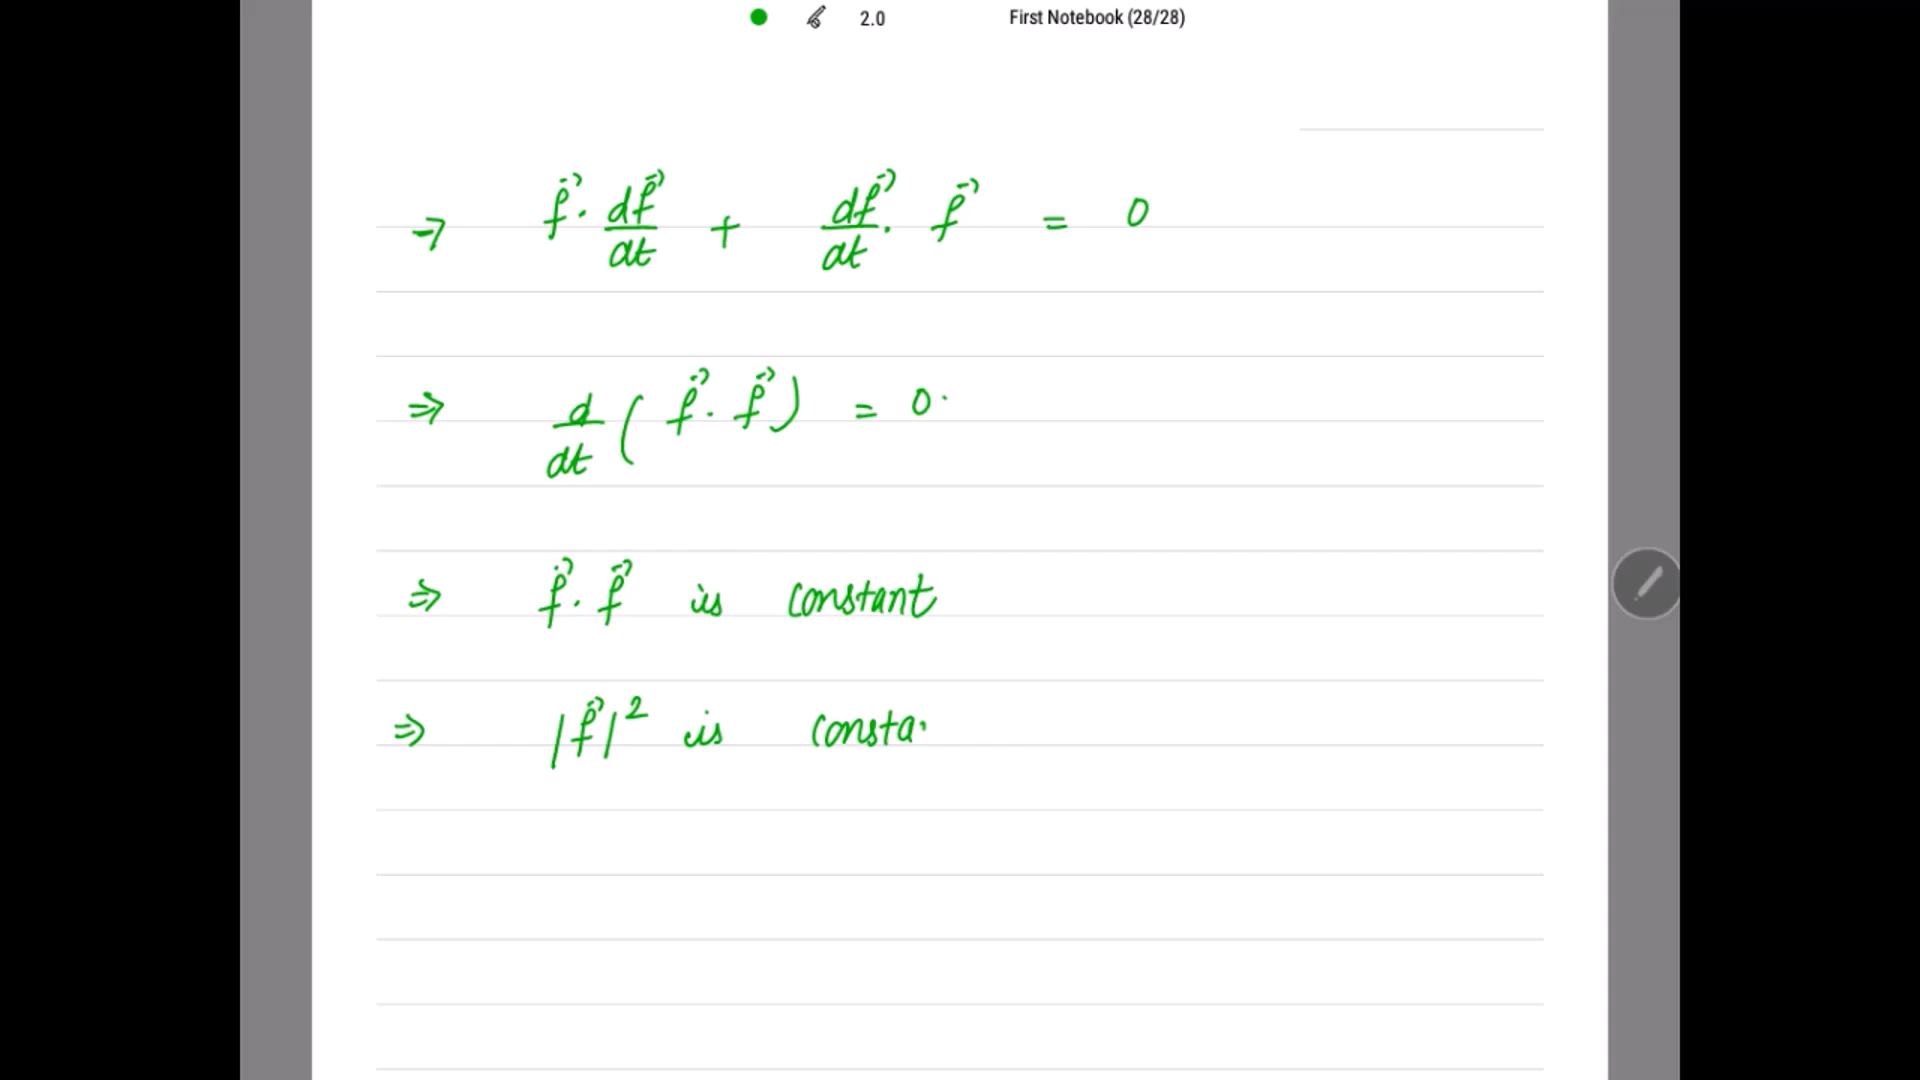 2.0 First Notebook (28/28)
→ f⃗ · df⃗/dt + df⃗/dt · f⃗ = 0
⇒ d/dt ( f⃗ · f⃗ ) = 0.
⇒ f⃗ · f⃗ is constant
⇒ |f⃗|² is consta